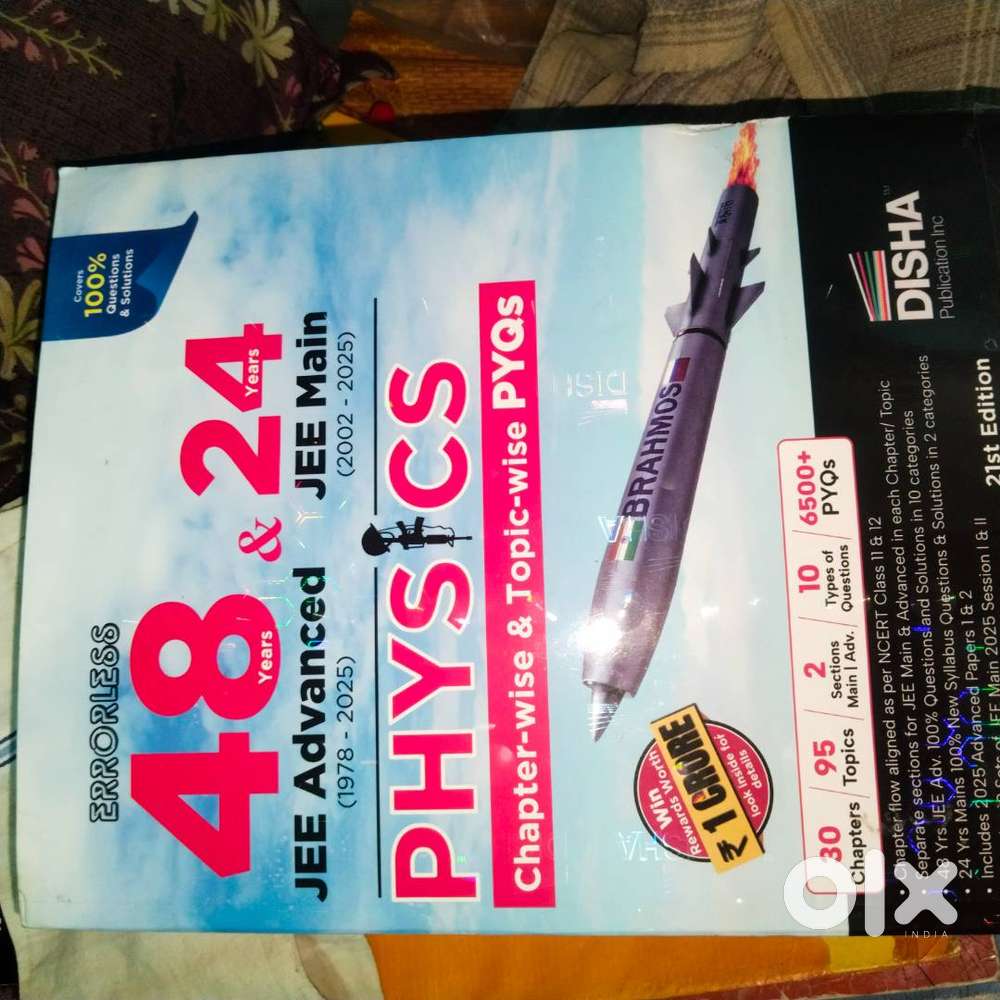 Covers
100%
Questions
& Solutions
ERRORLESS
48 & 24
Years Years
JEE Advanced JEE Main
(1978 - 2025) (2002 - 2025)
PHYSICS
Chapter-wise & Topic-wise PYQs
BRAHMOS
Win
Rewards Worth
₹ 1 CRORE
look inside for
details
30 Chapters
95 Topics
2 Sections
Main | Adv.
10 Types of
Questions
6500+
PYQs
DISHA™
Publication Inc
Chapter flow aligned as per NCERT Class 11 & 12
Separate sections for JEE Main & Advanced in each Chapter/ Topic
• 48 Yrs JEE Adv. 100% Questions and Solutions in 10 categories
• 24 Yrs Mains 100% New Syllabus Questions & Solutions in 2 categories
• Includes 2025 Advanced Papers 1 & 2
JEE Main 2025 Session I & II
21st Edition
olx
INDIA